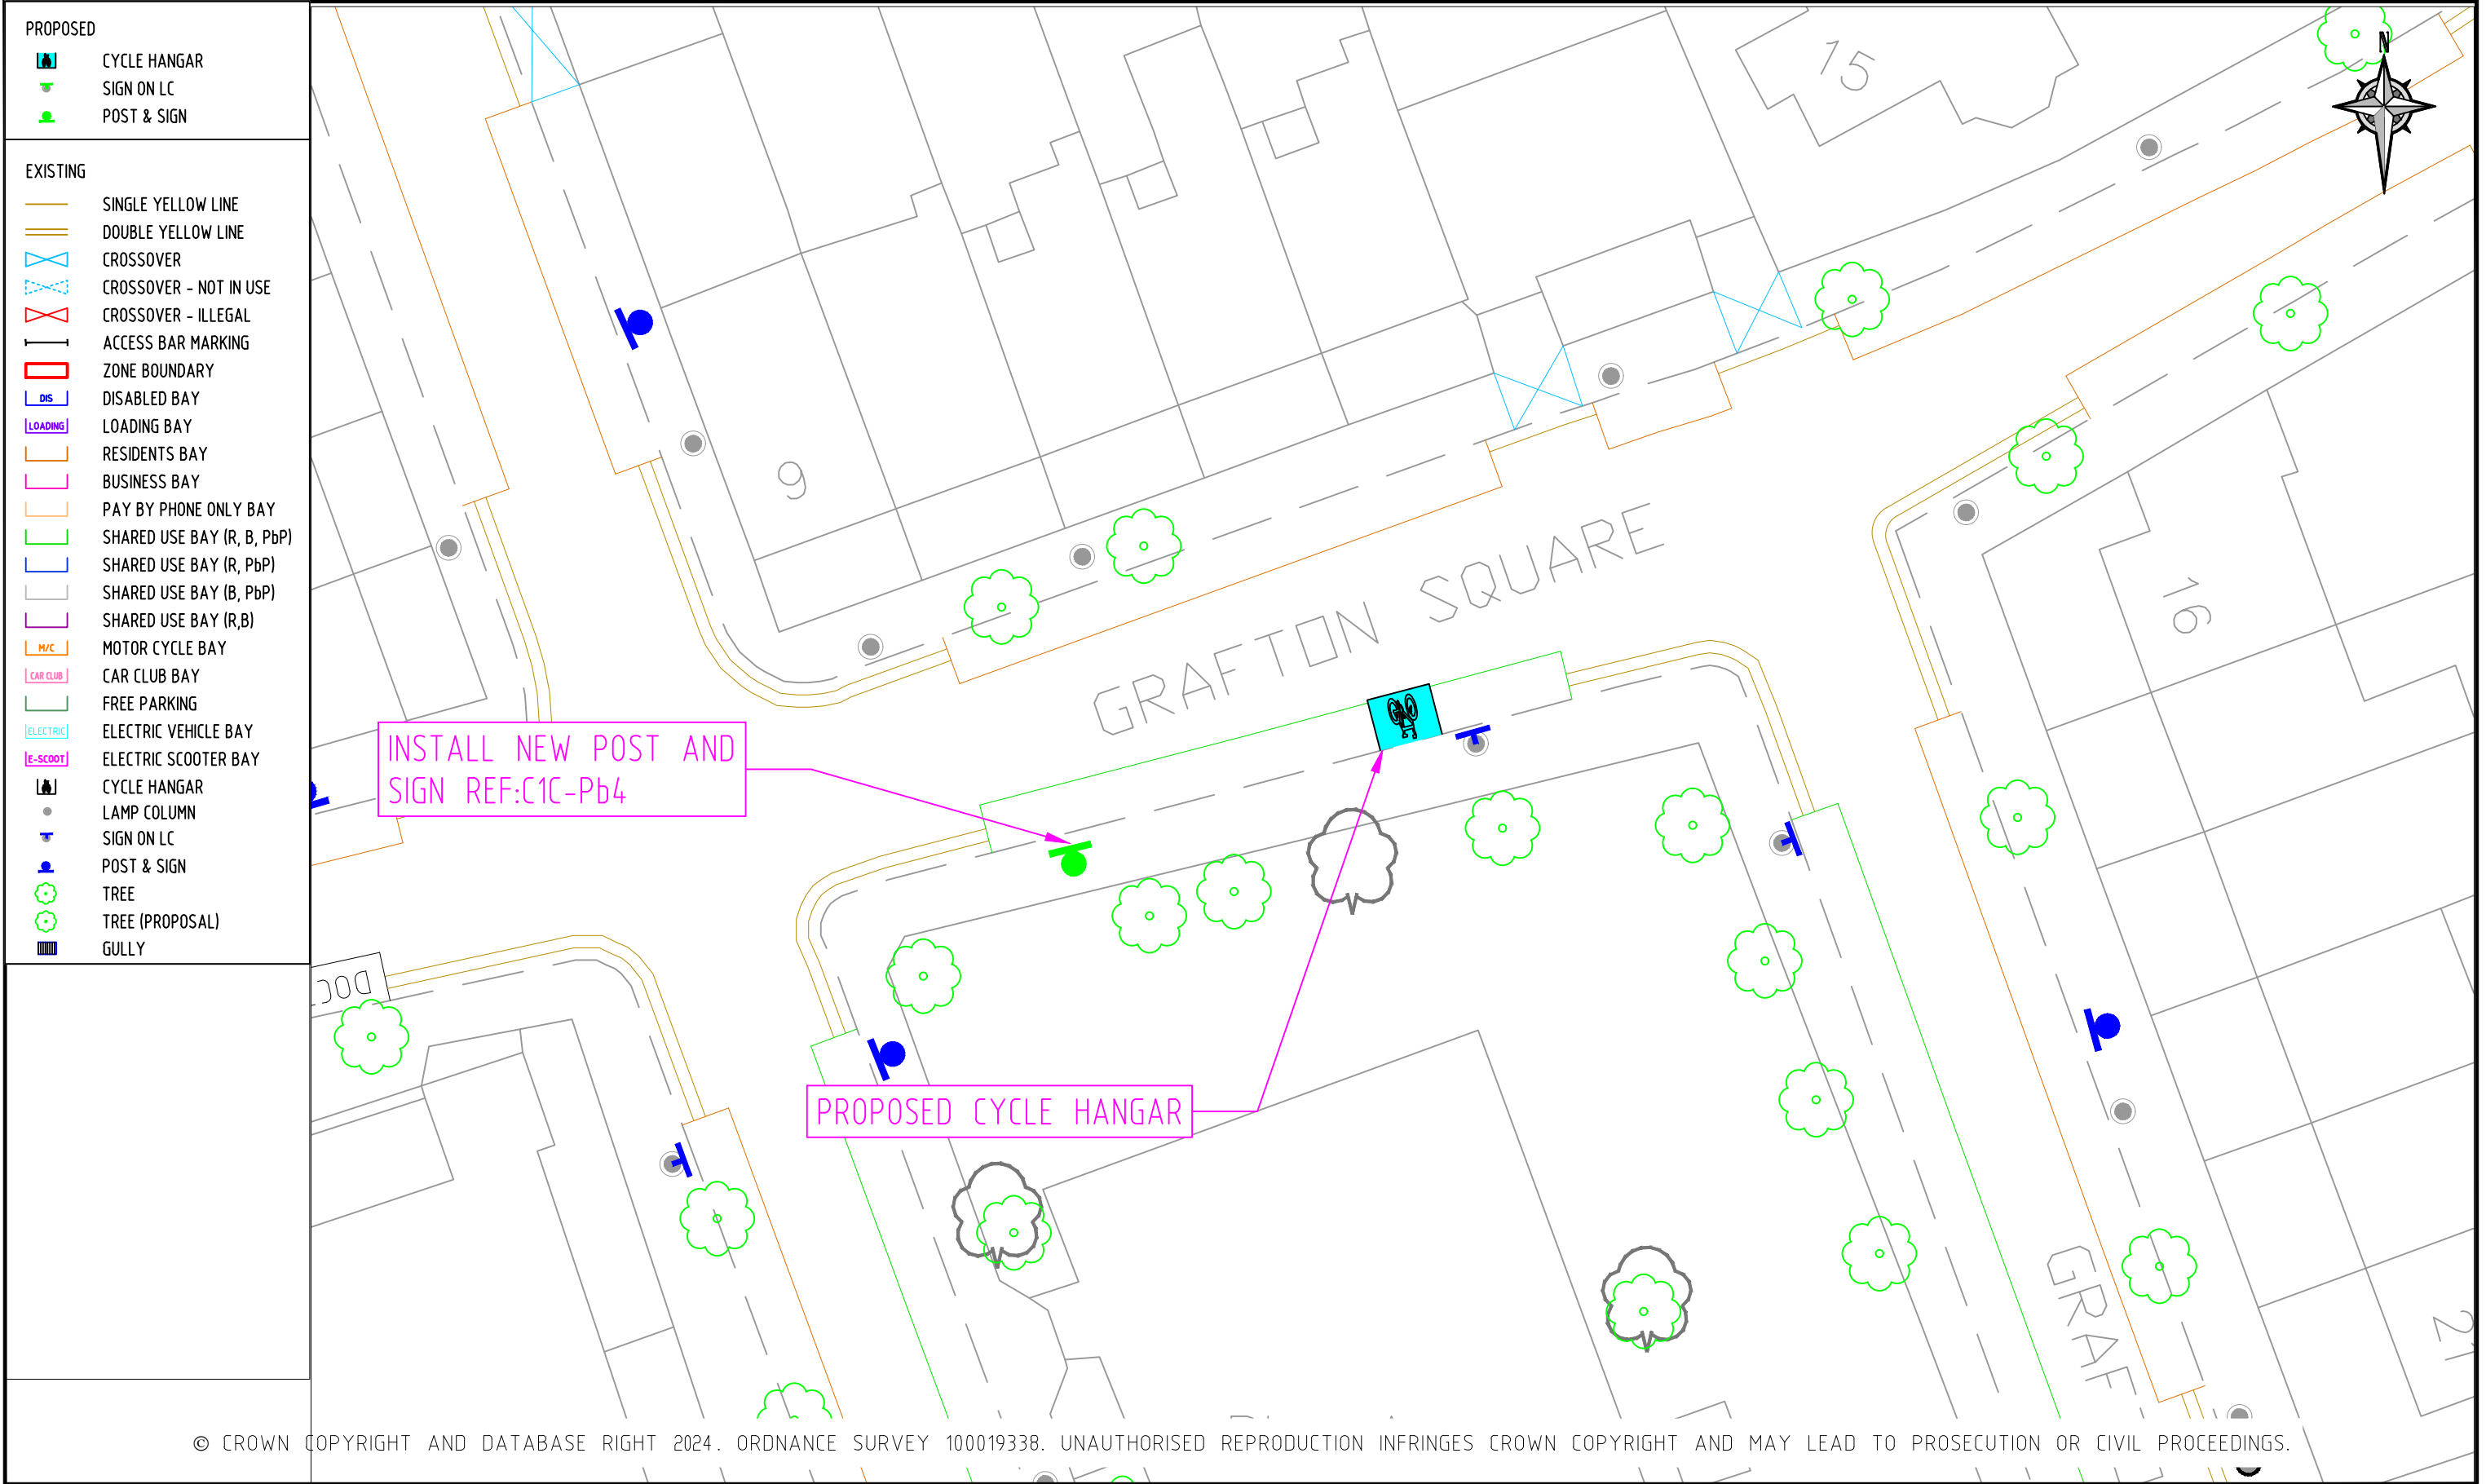 PROPOSED
CYCLE HANGAR
SIGN ON LC
POST & SIGN
EXISTING
SINGLE YELLOW LINE
DOUBLE YELLOW LINE
CROSSOVER
CROSSOVER - NOT IN USE
CROSSOVER - ILLEGAL
ACCESS BAR MARKING
ZONE BOUNDARY
DIS DISABLED BAY
LOADING LOADING BAY
RESIDENTS BAY
BUSINESS BAY
PAY BY PHONE ONLY BAY
SHARED USE BAY (R, B, PbP)
SHARED USE BAY (R, PbP)
SHARED USE BAY (B, PbP)
SHARED USE BAY (R,B)
M/C MOTOR CYCLE BAY
CAR CLUB CAR CLUB BAY
FREE PARKING
ELECTRIC ELECTRIC VEHICLE BAY
E-SCOOT ELECTRIC SCOOTER BAY
CYCLE HANGAR
LAMP COLUMN
SIGN ON LC
POST & SIGN
TREE
TREE (PROPOSAL)
GULLY
15
N
9
GRAFTON SQUARE
16
INSTALL NEW POST AND
SIGN REF:C1C-Pb4
DOC
PROPOSED CYCLE HANGAR
GRAF
© CROWN COPYRIGHT AND DATABASE RIGHT 2024. ORDNANCE SURVEY 100019338. UNAUTHORISED REPRODUCTION INFRINGES CROWN COPYRIGHT AND MAY LEAD TO PROSECUTION OR CIVIL PROCEEDINGS.